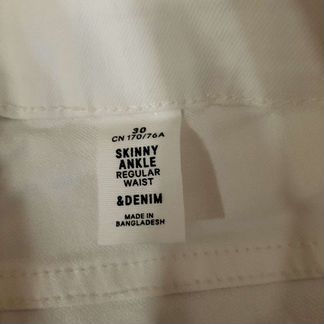 30
CN 170/76A
SKINNY
ANKLE
REGULAR
WAIST
&DENIM
MADE IN
BANGLADESH